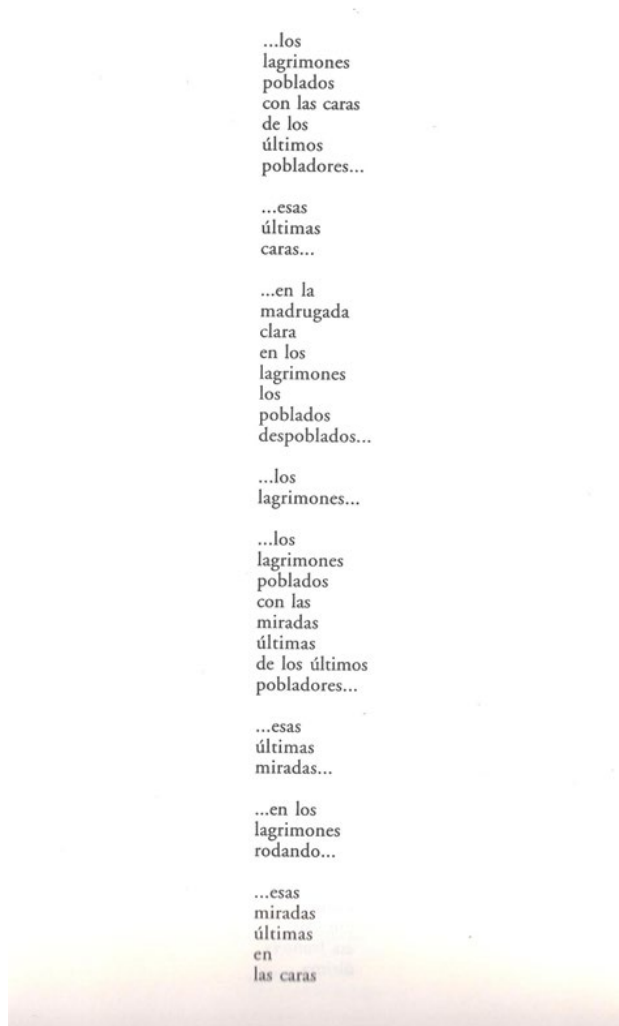 ...los
lagrimones
poblados
con las caras
de los
últimos
pobladores...
...esas
últimas
caras...
...en la
madrugada
clara
en los
lagrimones
los
poblados
despoblados...
...los
lagrimones...
...los
lagrimones
poblados
con las
miradas
últimas
de los últimos
pobladores...
...esas
últimas
miradas...
...en los
lagrimones
rodando...
...esas
miradas
últimas
en
las caras